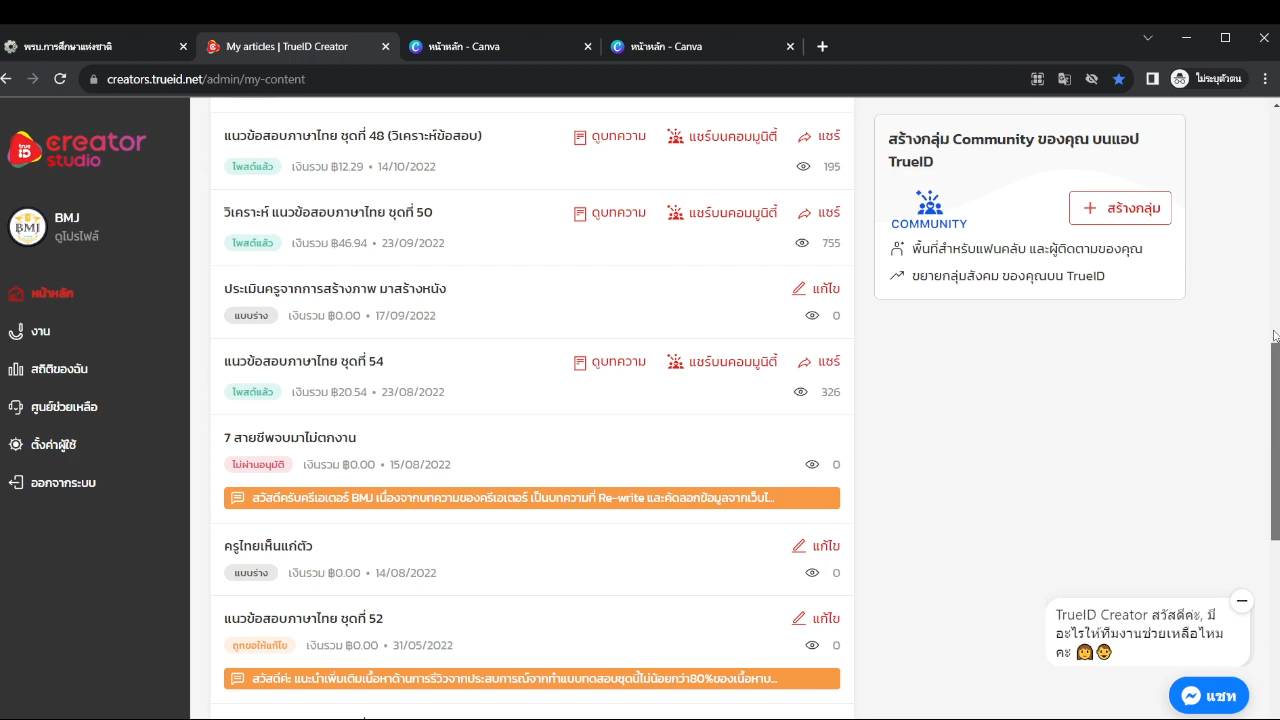 พรบ.การศึกษาแห่งชาติ
My articles | TrueID Creator
หน้าหลัก - Canva
หน้าหลัก - Canva
creators.trueid.net/admin/my-content
ไม่ระบุตัวตน
true ID creator studio
BMJ
BMJ
ดูโปรไฟล์
หน้าหลัก
งาน
สถิติของฉัน
ศูนย์ช่วยเหลือ
ตั้งค่าผู้ใช้
ออกจากระบบ
แนวข้อสอบภาษาไทย ชุดที่ 48 (วิเคราะห์ข้อสอบ) ดูบทความ แชร์บนคอมมูนิตี้ แชร์
โพสต์แล้ว เงินรวม ฿12.29 • 14/10/2022 195
วิเคราะห์ แนวข้อสอบภาษาไทย ชุดที่ 50 ดูบทความ แชร์บนคอมมูนิตี้ แชร์
โพสต์แล้ว เงินรวม ฿46.94 • 23/09/2022 755
ประเมินครูจากการสร้างภาพ มาสร้างหนัง แก้ไข
แบบร่าง เงินรวม ฿0.00 • 17/09/2022 0
แนวข้อสอบภาษาไทย ชุดที่ 54 ดูบทความ แชร์บนคอมมูนิตี้ แชร์
โพสต์แล้ว เงินรวม ฿20.54 • 23/08/2022 326
7 สายชีพจบมาไม่ตกงาน
ไม่ผ่านอนุมัติ เงินรวม ฿0.00 • 15/08/2022 0
สวัสดีครับครีเอเตอร์ BMJ เนื่องจากบทความของครีเอเตอร์ เป็นบทความที่ Re-write และคัดลอกข้อมูลจากเว็บไ...
ครูไทยเห็นแก่ตัว แก้ไข
แบบร่าง เงินรวม ฿0.00 • 14/08/2022 0
แนวข้อสอบภาษาไทย ชุดที่ 52 แก้ไข
ถูกขอให้แก้ไข เงินรวม ฿0.00 • 31/05/2022 0
สวัสดีค่ะ แนะนำเพิ่มเติมเนื้อหาด้านการรีวิวจากประสบการณ์จากทำแบบทดสอบชุดนี้ไม่น้อยกว่า80%ของเนื้อหาบ...
สร้างกลุ่ม Community ของคุณ บนแอป
TrueID
COMMUNITY
สร้างกลุ่ม
พื้นที่สำหรับแฟนคลับ และผู้ติดตามของคุณ
ขยายกลุ่มสังคม ของคุณบน TrueID
TrueID Creator สวัสดีค่ะ, มี
อะไรให้ทีมงานช่วยเหลือไหม
คะ 👩👨
แชท